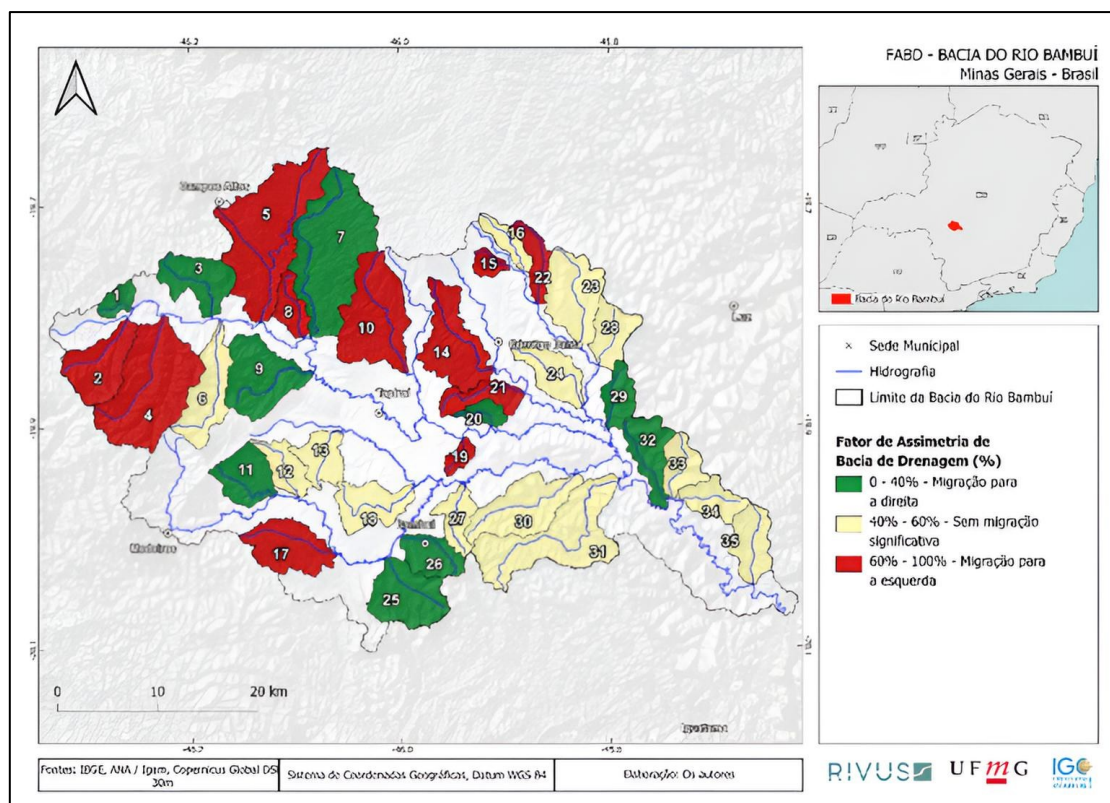 FABD - BACIA DO RIO BAMBUÍ
Minas Gerais - Brasil
Bacia do Rio Bambuí
Campos Altos
5
7
3
1
8
16
15
22
23
10
28
2
14
9
24
4
6
21
29
20
32
Medeiros
13
19
33
11
12
34
18
27
30
35
17
31
26
25
0 10 20 km
Sede Municipal
Hidrografia
Limite da Bacia do Rio Bambuí
Fator de Assimetria de
Bacia de Drenagem (%)
0 - 40% - Migração para
a direita
40% - 60% - Sem migração
significativa
60% - 100% - Migração para
a esquerda
Fontes: IBGE, ANA / Igam, Copernicus Global DSM
30m
Sistema de Coordenadas Geográficas, Datum WGS 84
Elaboração: Os autores
RIVUS
UFmG
IGC